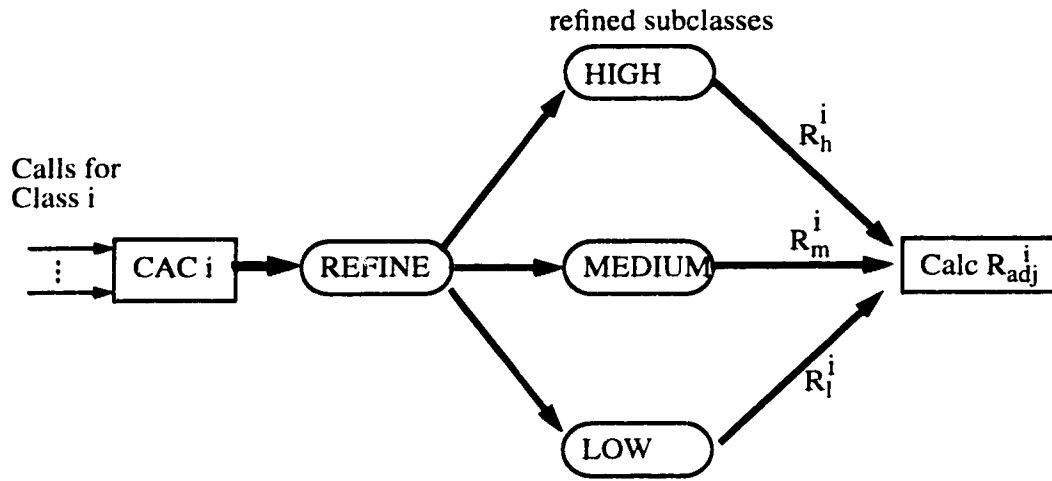 refined subclasses
HIGH
R_h^i
Calls for
Class i
CAC i
REFINE
MEDIUM
R_m^i
Calc R_adj^i
R_l^i
LOW